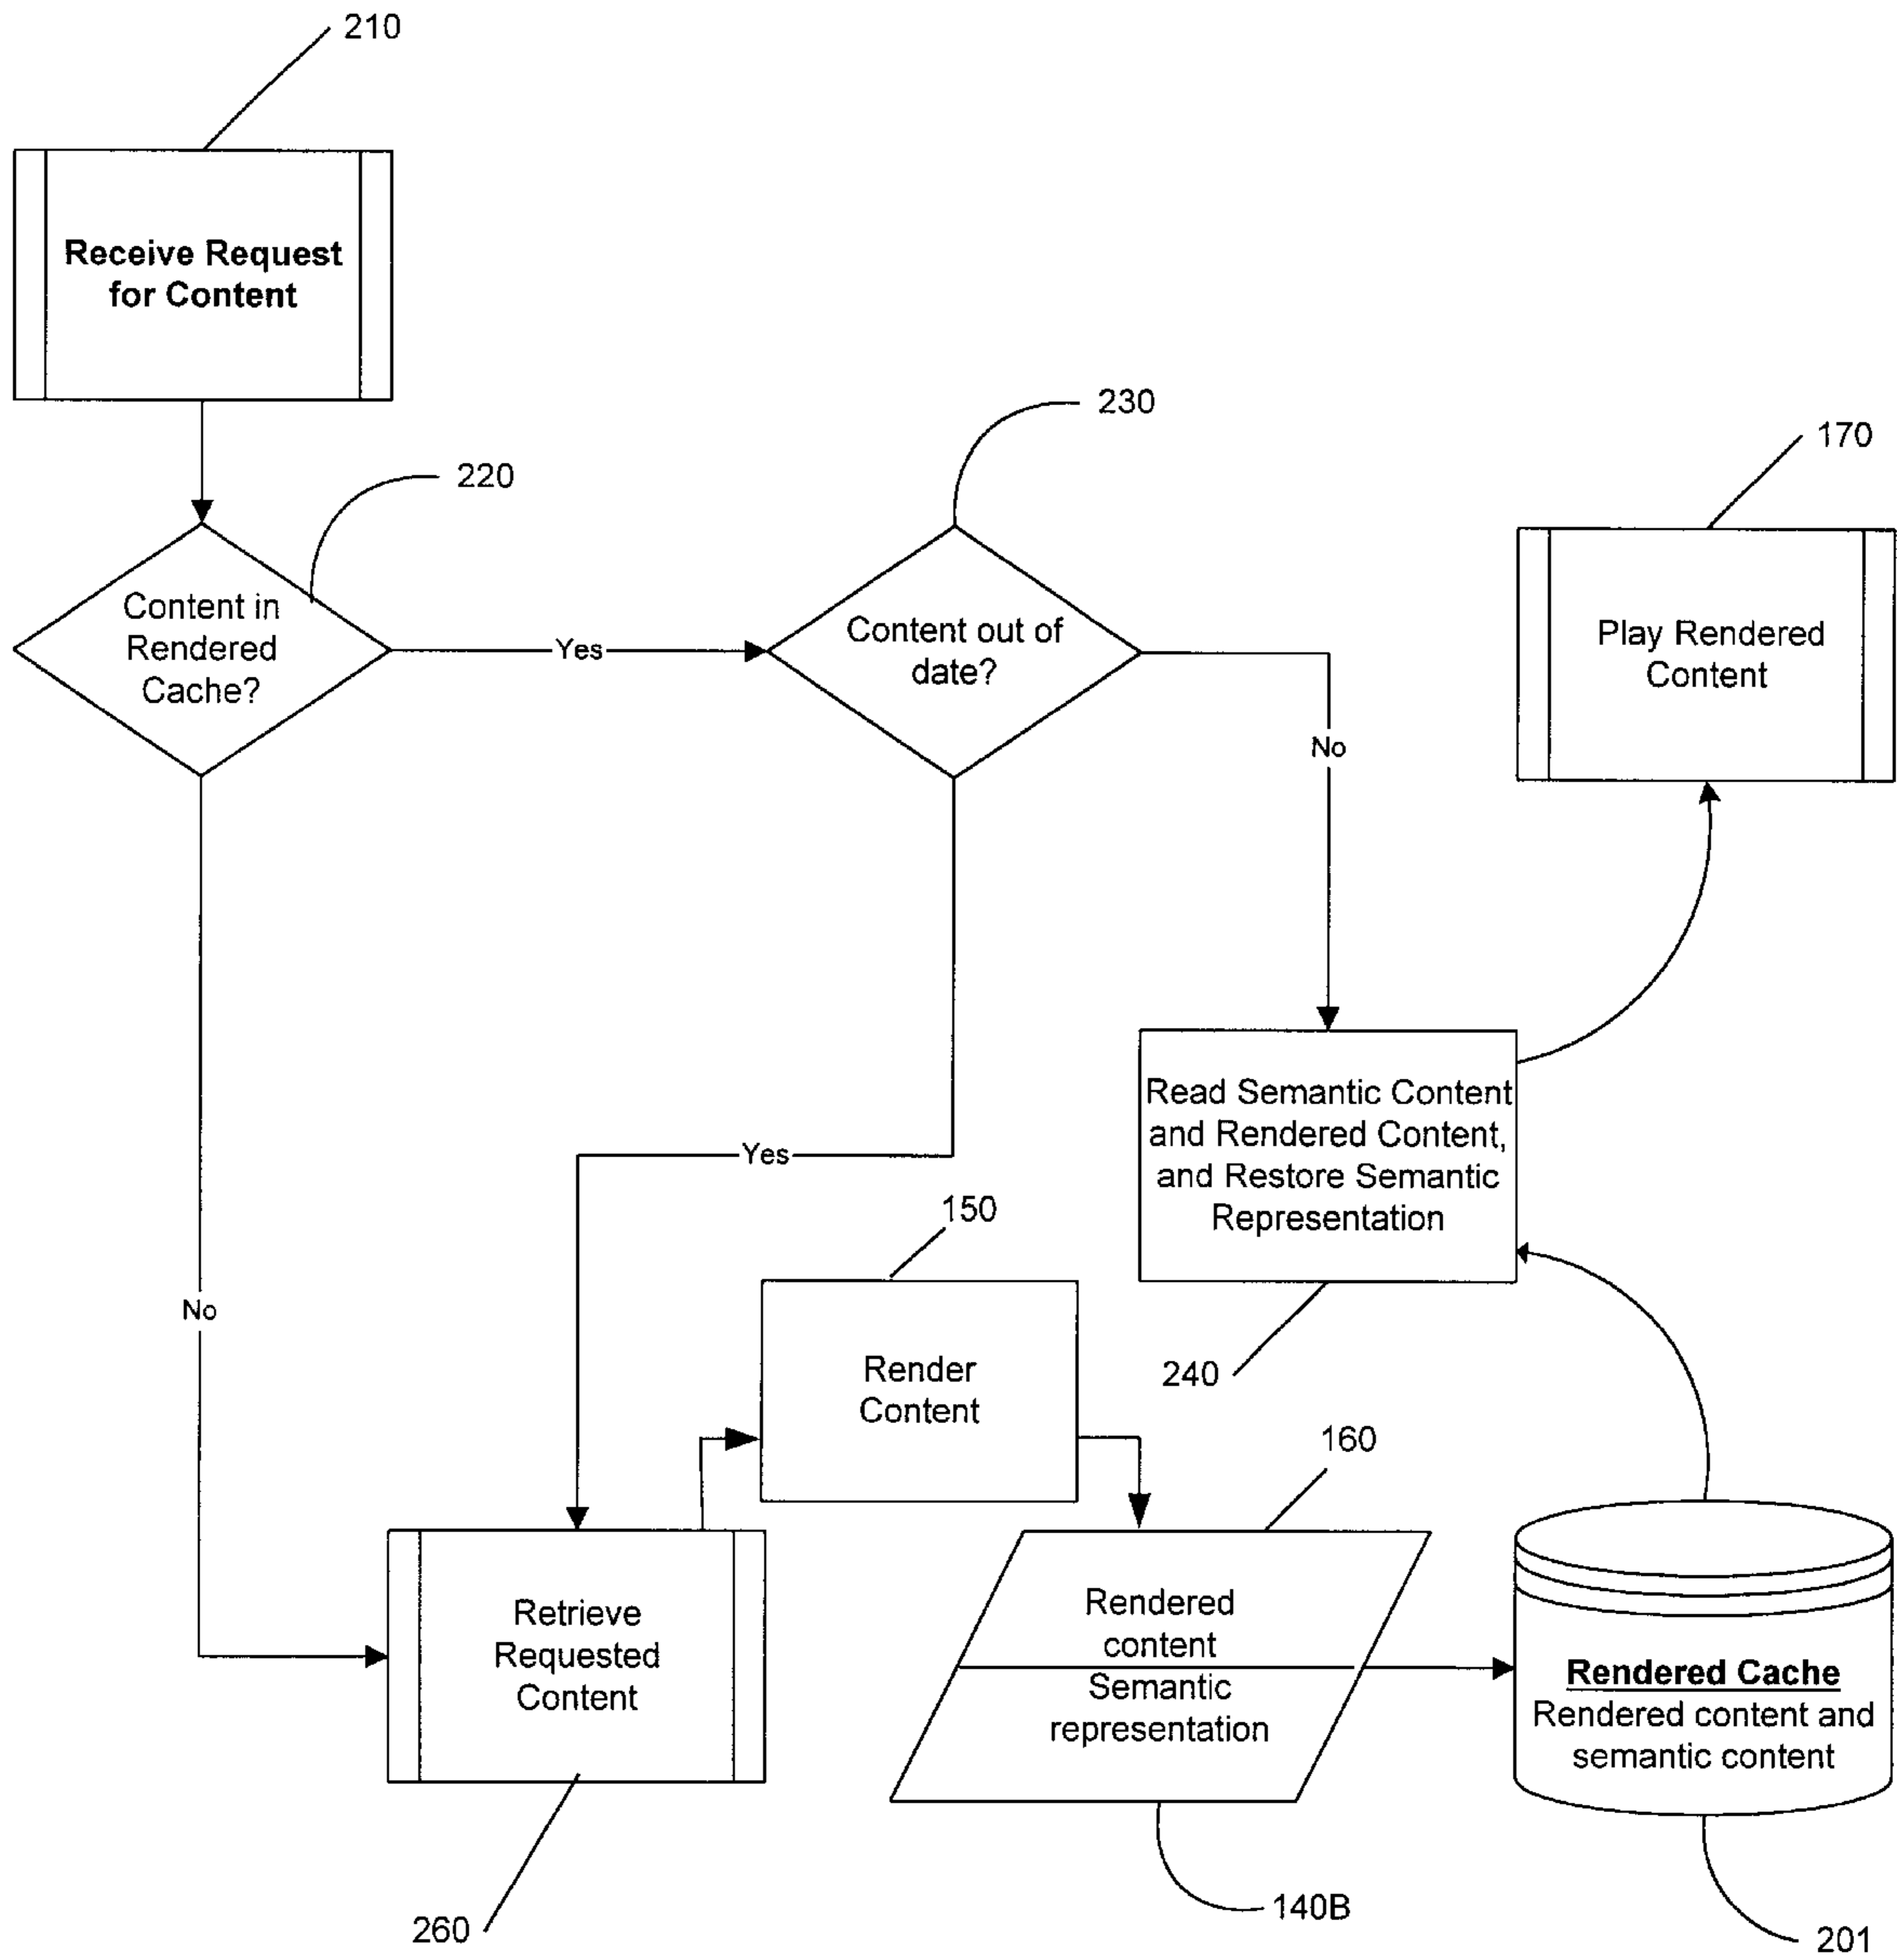 210
Receive Request
for Content
230
170
220
Content in
Rendered
Cache?
Yes
Content out of
date?
No
Play Rendered
Content
Read Semantic Content
and Rendered Content,
and Restore Semantic
Representation
Yes
150
No
240
Render
Content
160
Retrieve
Requested
Content
Rendered
content
Semantic
representation
Rendered Cache
Rendered content and
semantic content
260
140B
201